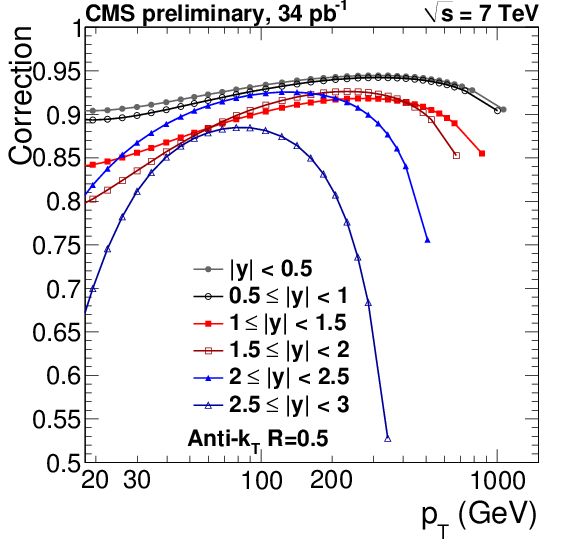 CMS preliminary, 34 pb⁻¹ √s = 7 TeV
Correction
1
0.95
0.9
0.85
0.8
0.75
0.7
0.65
0.6
0.55
0.5
|y| < 0.5
0.5 ≤ |y| < 1
1 ≤ |y| < 1.5
1.5 ≤ |y| < 2
2 ≤ |y| < 2.5
2.5 ≤ |y| < 3
Anti-k_T R=0.5
20 30 100 200 1000
p_T (GeV)